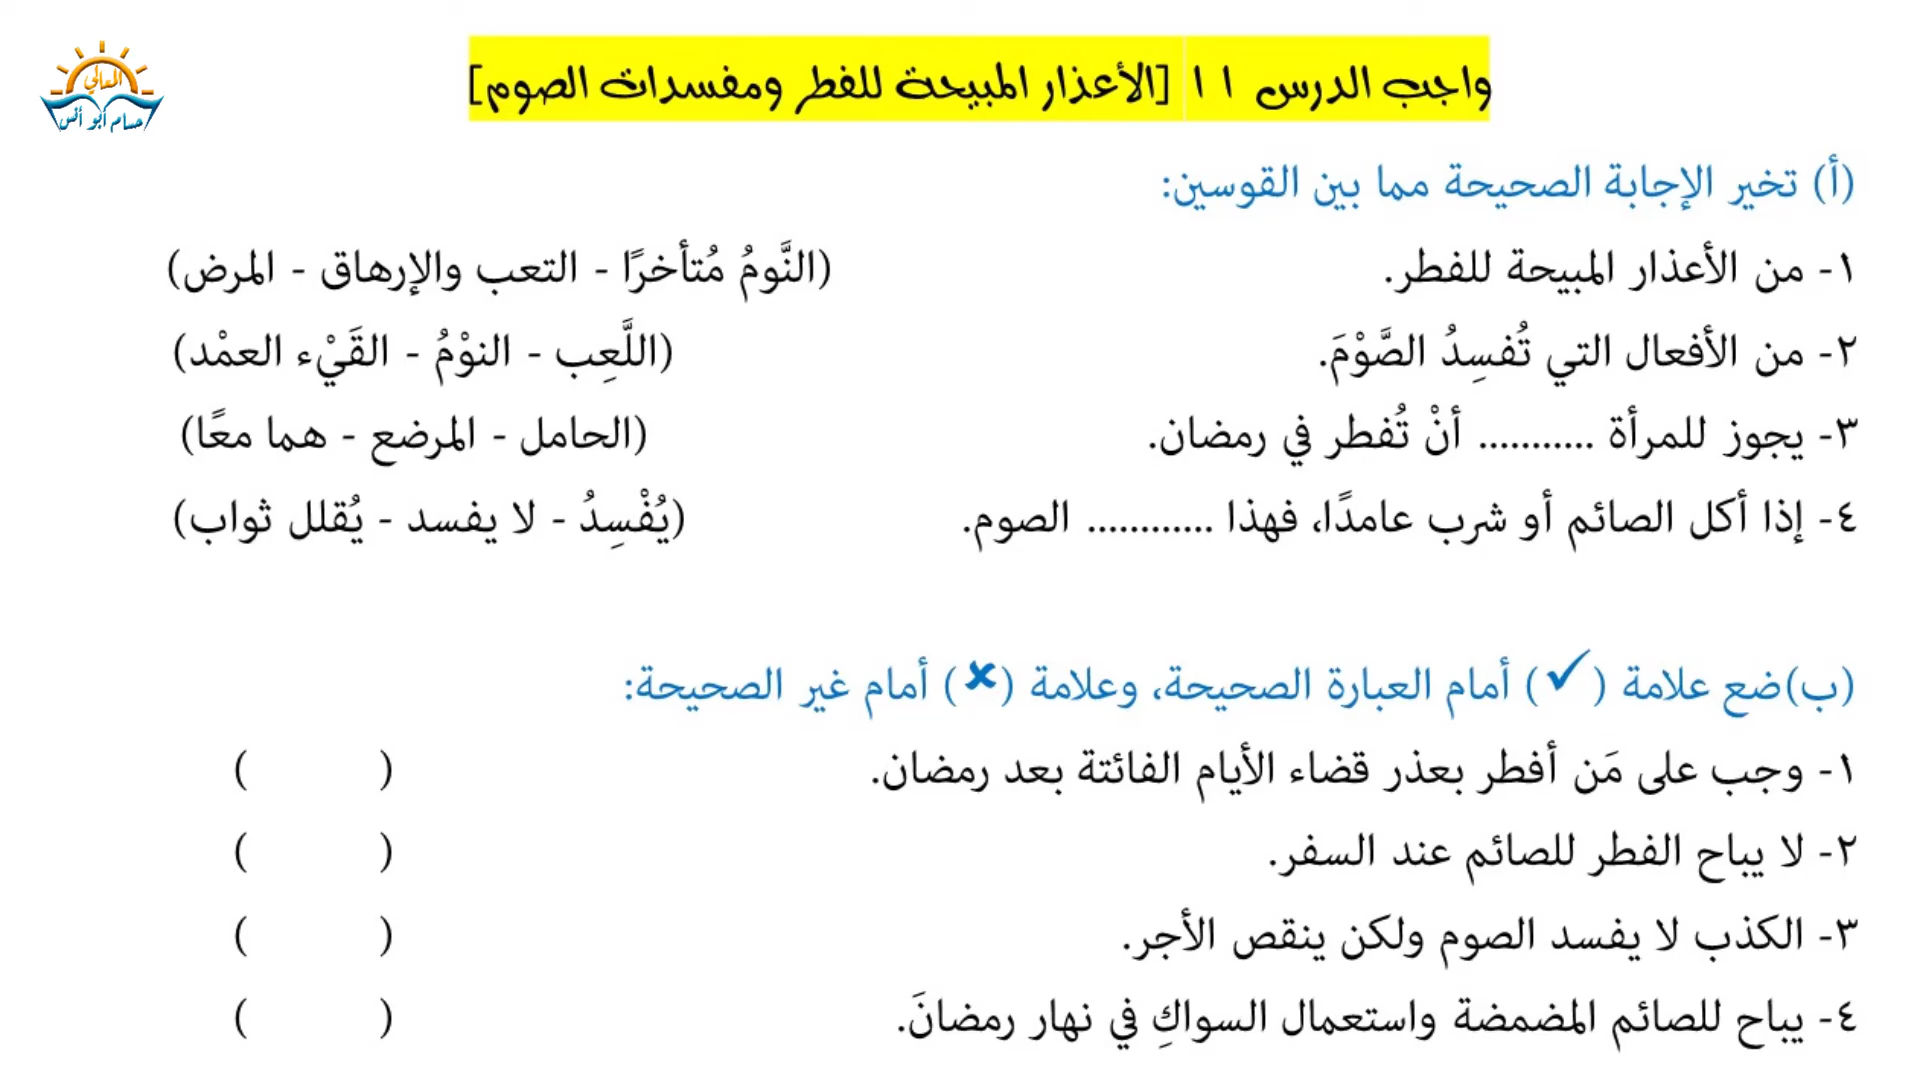 المعالي
حسام أبو أنس
واجب الدرس ١١ [الأعذار المبيحة للفطر ومفسدات الصوم]
(أ) تخير الإجابة الصحيحة مما بين القوسين:
١- من الأعذار المبيحة للفطر. (النَّومُ مُتأخرًا - التعب والإرهاق - المرض)
٢- من الأفعال التي تُفسِدُ الصَّوْمَ. (اللَّعِب - النوْمُ - القَيْء العمْد)
٣- يجوز للمرأة ........... أنْ تُفطر في رمضان. (الحامل - المرضع - هما معًا)
٤- إذا أكل الصائم أو شرب عامدًا، فهذا ............ الصوم. (يُفْسِدُ - لا يفسد - يُقلل ثواب)
(ب)ضع علامة (✓) أمام العبارة الصحيحة، وعلامة (✘) أمام غير الصحيحة:
١- وجب على مَن أفطر بعذر قضاء الأيام الفائتة بعد رمضان. ( )
٢- لا يباح الفطر للصائم عند السفر. ( )
٣- الكذب لا يفسد الصوم ولكن ينقص الأجر. ( )
٤- يباح للصائم المضمضة واستعمال السواكِ في نهار رمضانَ. ( )